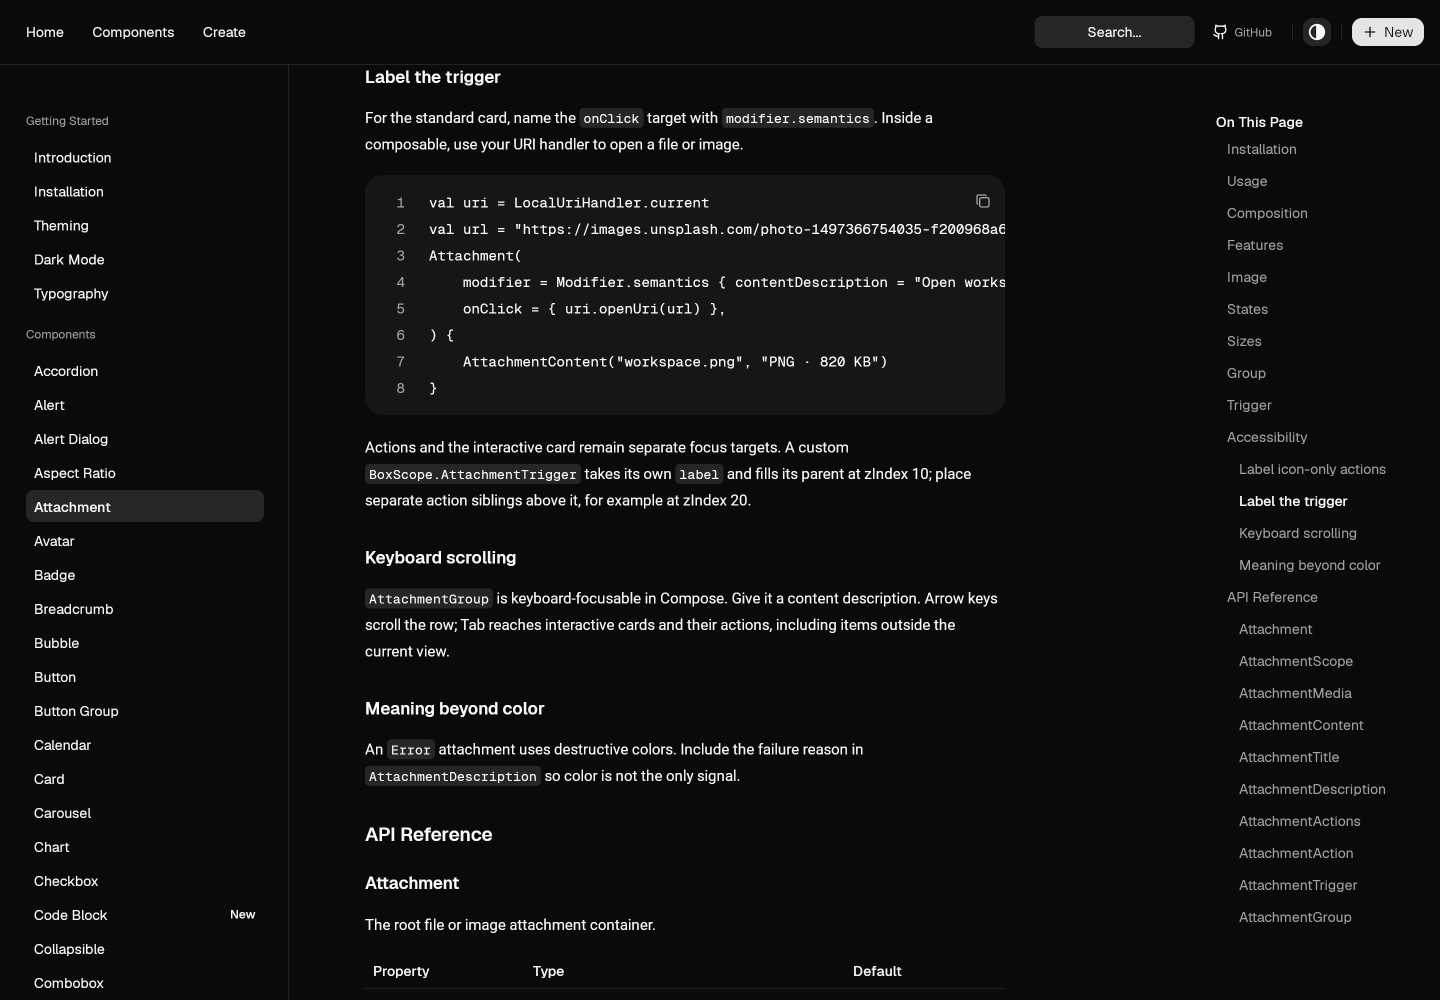 Home Components Create Search... GitHub + New
Getting Started
Introduction
Installation
Theming
Dark Mode
Typography
Components
Accordion
Alert
Alert Dialog
Aspect Ratio
Attachment
Avatar
Badge
Breadcrumb
Bubble
Button
Button Group
Calendar
Card
Carousel
Chart
Checkbox
Code Block New
Collapsible
Combobox
Label the trigger
For the standard card, name the onClick target with modifier.semantics. Inside a
composable, use your URI handler to open a file or image.
1 val uri = LocalUriHandler.current
2 val url = "https://images.unsplash.com/photo-1497366754035-f200968a6
3 Attachment(
4     modifier = Modifier.semantics { contentDescription = "Open works
5     onClick = { uri.openUri(url) },
6 ) {
7     AttachmentContent("workspace.png", "PNG · 820 KB")
8 }
Actions and the interactive card remain separate focus targets. A custom
BoxScope.AttachmentTrigger takes its own label and fills its parent at zIndex 10; place
separate action siblings above it, for example at zIndex 20.
Keyboard scrolling
AttachmentGroup is keyboard-focusable in Compose. Give it a content description. Arrow keys
scroll the row; Tab reaches interactive cards and their actions, including items outside the
current view.
Meaning beyond color
An Error attachment uses destructive colors. Include the failure reason in
AttachmentDescription so color is not the only signal.
API Reference
Attachment
The root file or image attachment container.
Property Type Default
On This Page
Installation
Usage
Composition
Features
Image
States
Sizes
Group
Trigger
Accessibility
Label icon-only actions
Label the trigger
Keyboard scrolling
Meaning beyond color
API Reference
Attachment
AttachmentScope
AttachmentMedia
AttachmentContent
AttachmentTitle
AttachmentDescription
AttachmentActions
AttachmentAction
AttachmentTrigger
AttachmentGroup